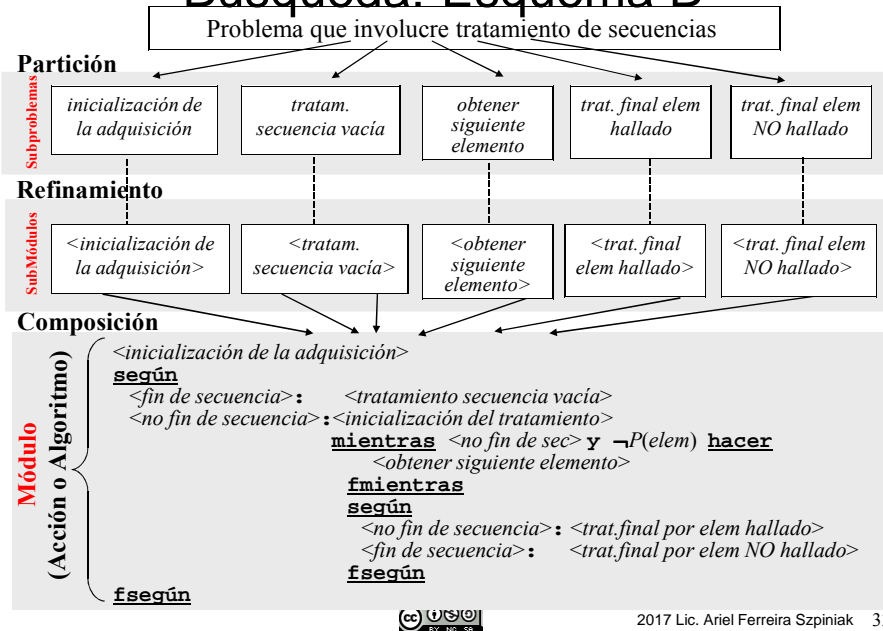 Búsqueda: Esquema B
Problema que involucre tratamiento de secuencias
Partición
Subproblemas
inicialización de
la adquisición
tratam.
secuencia vacía
obtener
siguiente
elemento
trat. final elem
hallado
trat. final elem
NO hallado
Refinamiento
SubMódulos
<inicialización de
la adquisición>
<tratam.
secuencia vacía>
<obtener
siguiente
elemento>
<trat. final
elem hallado>
<trat. final elem
NO hallado>
Composición
Módulo
(Acción o Algoritmo)
<inicialización de la adquisición>
según
<fin de secuencia>: <tratamiento secuencia vacía>
<no fin de secuencia>:<inicialización del tratamiento>
mientras <no fin de sec> y ¬P(elem) hacer
<obtener siguiente elemento>
fmientras
según
<no fin de secuencia>: <trat.final por elem hallado>
<fin de secuencia>: <trat.final por elem NO hallado>
fsegún
fsegún
cc
BY NC SA
2017 Lic. Ariel Ferreira Szpiniak